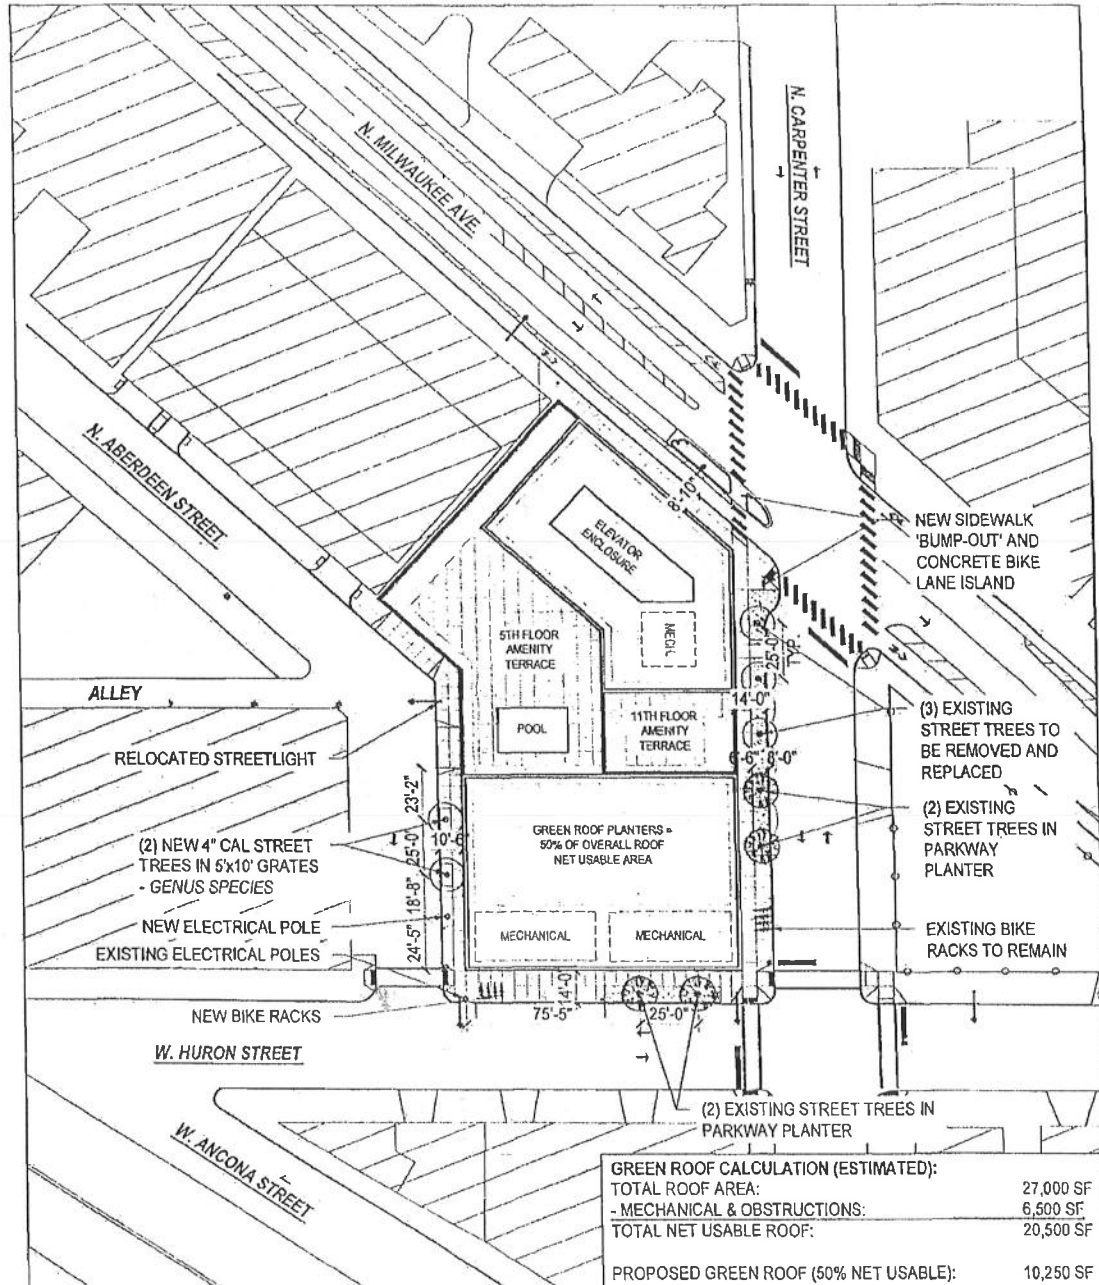 N. MILWAUKEE AVE.
N. CARPENTER STREET
N. ABERDEEN STREET
8'-10"
ELEVATOR
ENCLOSURE
MECH.
NEW SIDEWALK
'BUMP-OUT' AND
CONCRETE BIKE
LANE ISLAND
5TH FLOOR
AMENITY
TERRACE
25'-0"
TYP.
ALLEY
14'-0"
(3) EXISTING
STREET TREES TO
BE REMOVED AND
REPLACED
POOL
11TH FLOOR
AMENITY
TERRACE
RELOCATED STREETLIGHT
6'-6"
8'-0"
23'-2"
(2) EXISTING
STREET TREES IN
PARKWAY
PLANTER
(2) NEW 4" CAL STREET
TREES IN 5'x10' GRATES
- GENUS SPECIES
10'-6
25'-0"
GREEN ROOF PLANTERS =
50% OF OVERALL ROOF
NET USABLE AREA
18'-8"
NEW ELECTRICAL POLE
EXISTING ELECTRICAL POLES
24'-5"
MECHANICAL
MECHANICAL
EXISTING BIKE
RACKS TO REMAIN
NEW BIKE RACKS
14'-0"
75'-5"
25'-0"
W. HURON STREET
(2) EXISTING STREET TREES IN
PARKWAY PLANTER
W. ANCONA STREET
GREEN ROOF CALCULATION (ESTIMATED):
TOTAL ROOF AREA: 27,000 SF
- MECHANICAL & OBSTRUCTIONS: 6,500 SF
TOTAL NET USABLE ROOF: 20,500 SF
PROPOSED GREEN ROOF (50% NET USABLE): 10,250 SF